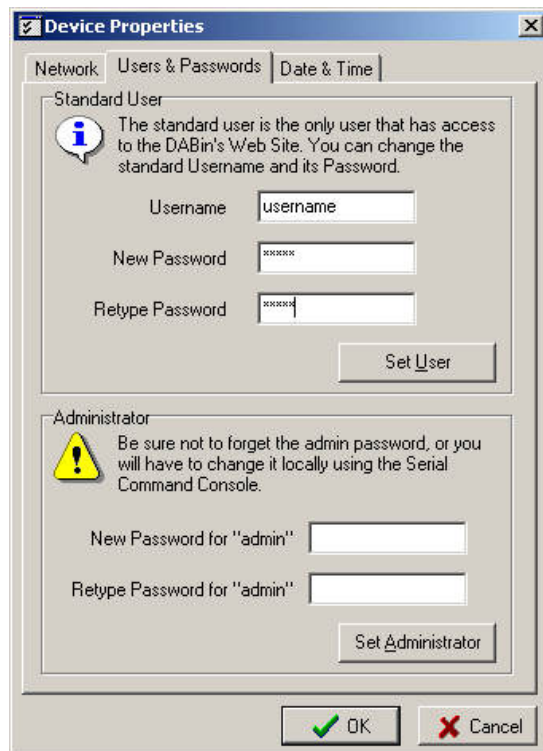 Device Properties
Network Users & Passwords Date & Time
Standard User
The standard user is the only user that has access
to the DABin's Web Site. You can change the
standard Username and its Password.
Username username
New Password *****
Retype Password *****
Set User
Administrator
Be sure not to forget the admin password, or you
will have to change it locally using the Serial
Command Console.
New Password for "admin"
Retype Password for "admin"
Set Administrator
OK Cancel